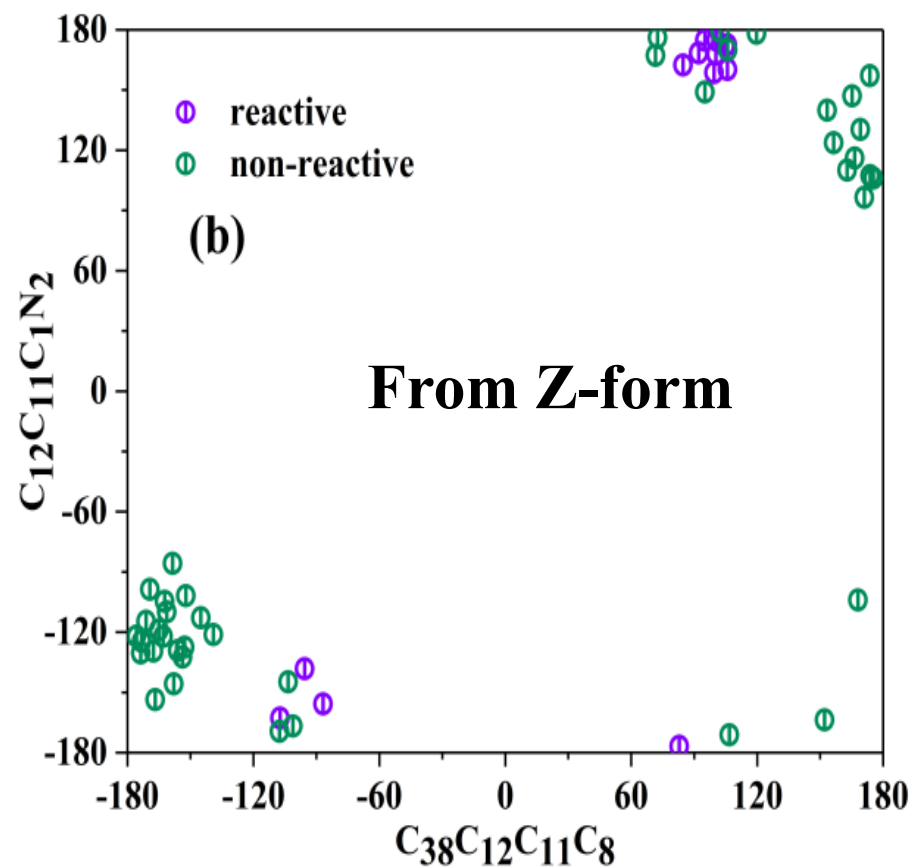 180
120
60
0
-60
-120
-180
C12C11C1N2
reactive
non-reactive
(b)
From Z-form
-180 -120 -60 0 60 120 180
C38C12C11C8